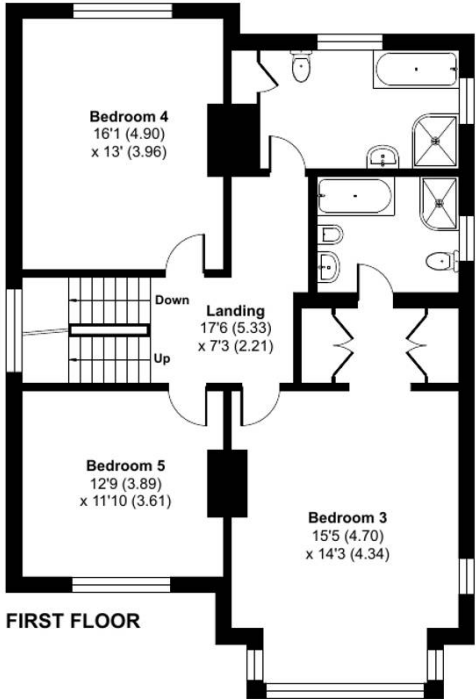 Bedroom 4
16'1 (4.90)
x 13' (3.96)
Down
Landing
17'6 (5.33)
x 7'3 (2.21)
Up
Bedroom 5
12'9 (3.89)
x 11'10 (3.61)
Bedroom 3
15'5 (4.70)
x 14'3 (4.34)
FIRST FLOOR